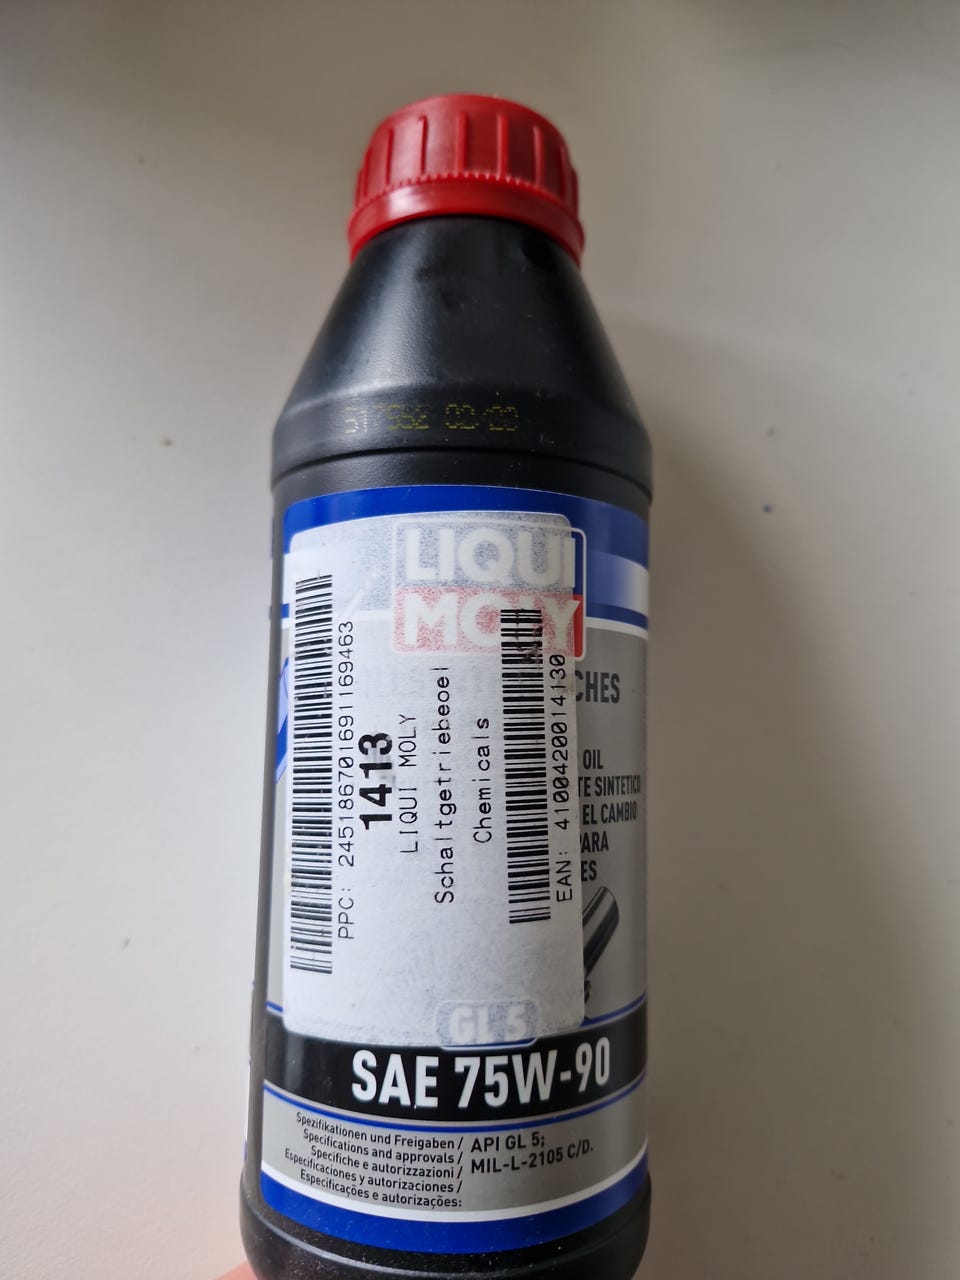 LIQUI
MOLY
CHES
OIL
TE SINTETICO
EL CAMBIO
PARA
ES
PPC: 245186701691169463
1413
LIQUI MOLY
Schaltgetriebeoel
Chemicals
EAN: 4100420014130
GL 5
SAE 75W-90
Spezifikationen und Freigaben /
Specifications and approvals /
Specifiche e autorizzazioni /
Especificaciones y autorizaciones /
Especificações e autorizações:
API GL 5;
MIL-L-2105 C/D.